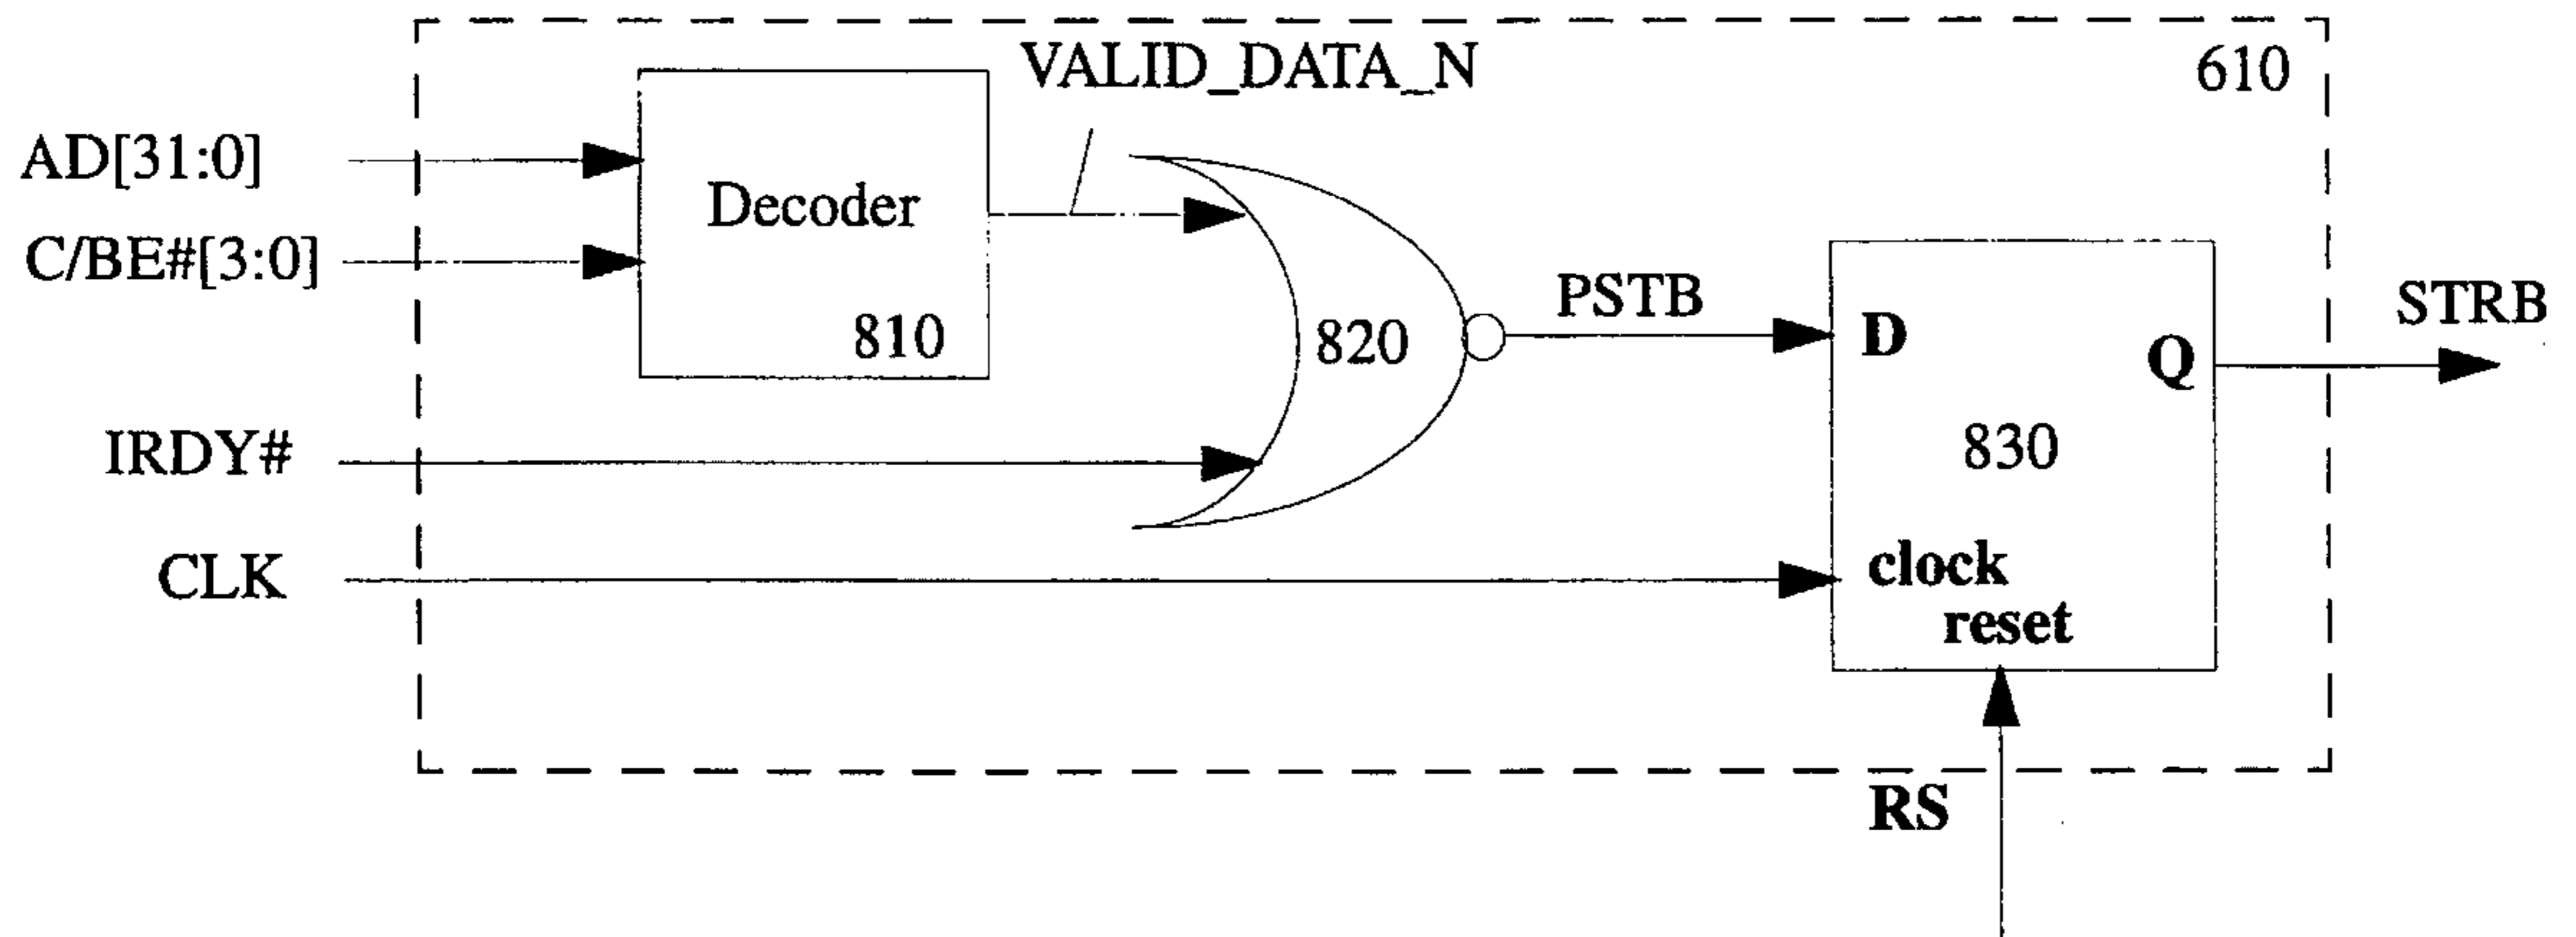 VALID_DATA_N
610
AD[31:0]
Decoder
C/BE#[3:0]
810
820
PSTB
D
Q
STRB
IRDY#
830
CLK
clock
reset
RS